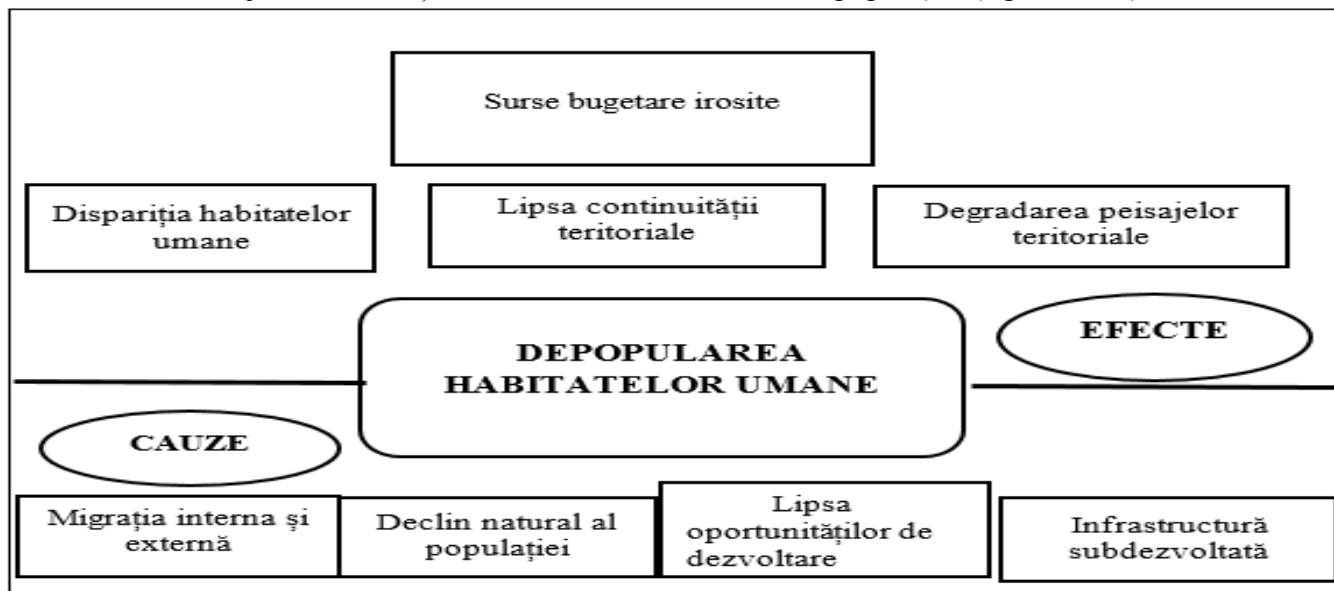 Surse bugetare irosite
Dispariția habitatelor
umane
Lipsa continuității
teritoriale
Degradarea peisajelor
teritoriale
EFECTE
DEPOPULAREA
HABITATELOR UMANE
CAUZE
Migrația interna și
externă
Declin natural al
populației
Lipsa
oportunităților de
dezvoltare
Infrastructură
subdezvoltată